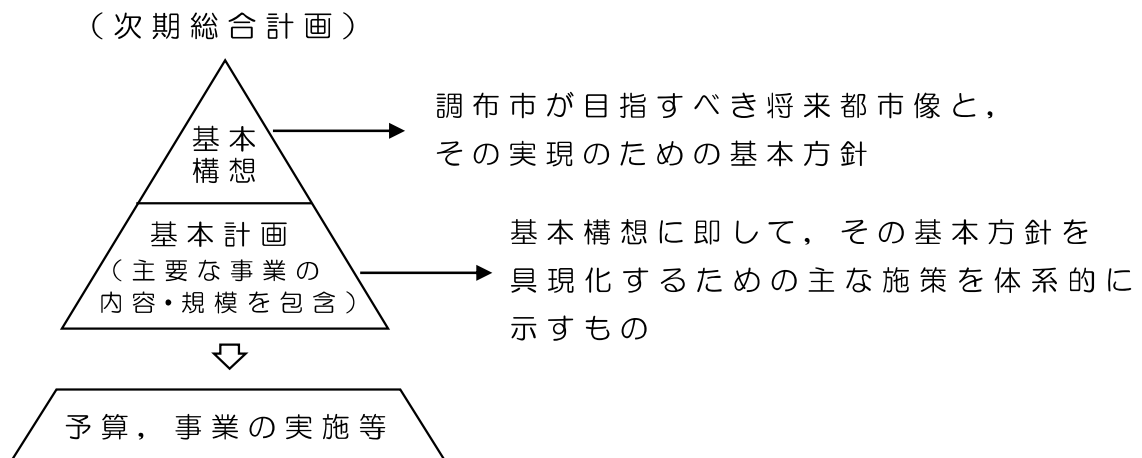 （次期総合計画）
基本
構想
調布市が目指すべき将来都市像と，
その実現のための基本方針
基本計画
（主要な事業の
内容・規模を包含）
基本構想に即して，その基本方針を
具現化するための主な施策を体系的に
示すもの
予算，事業の実施等